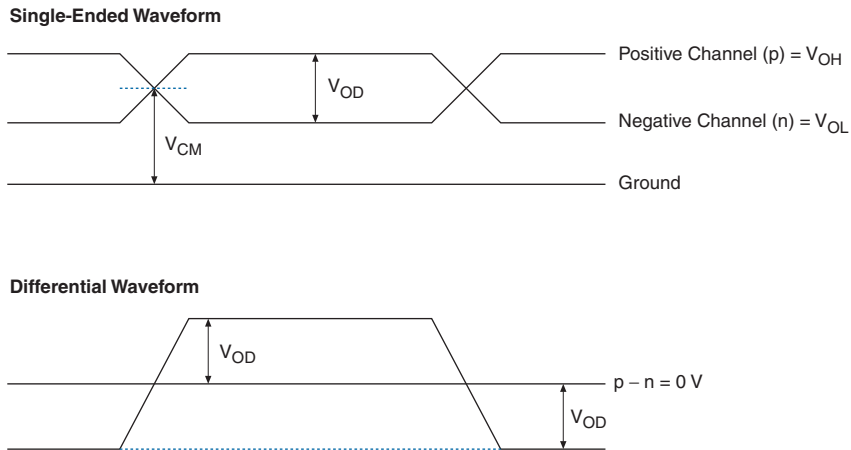 Single-Ended Waveform
Positive Channel (p) = VOH
VOD
Negative Channel (n) = VOL
VCM
Ground
Differential Waveform
VOD
p – n = 0 V
VOD